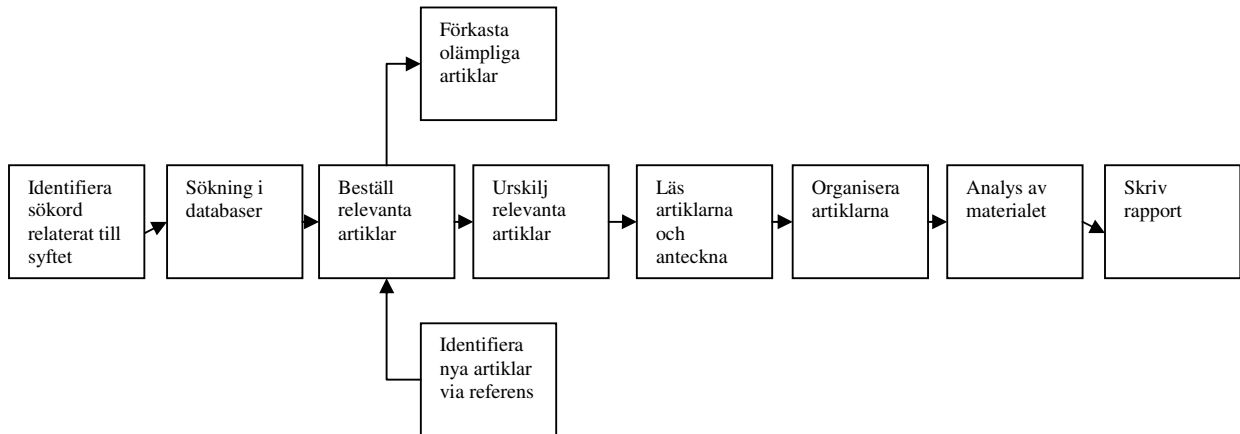 Förkasta
olämpliga
artiklar
Identifiera
sökord
relaterat till
syftet
Sökning i
databaser
Beställ
relevanta
artiklar
Urskilj
relevanta
artiklar
Läs
artiklarna
och
anteckna
Organisera
artiklarna
Analys av
materialet
Skriv
rapport
Identifiera
nya artiklar
via referens